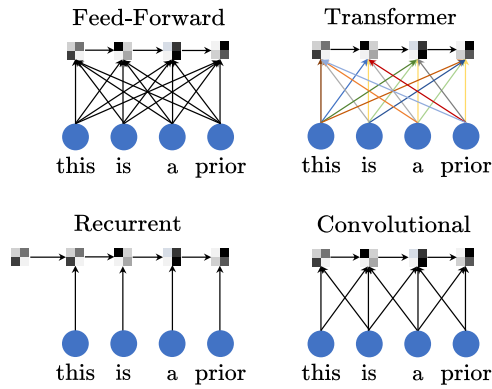 Feed-Forward
this is a prior
Transformer
this is a prior
Recurrent
this is a prior
Convolutional
this is a prior